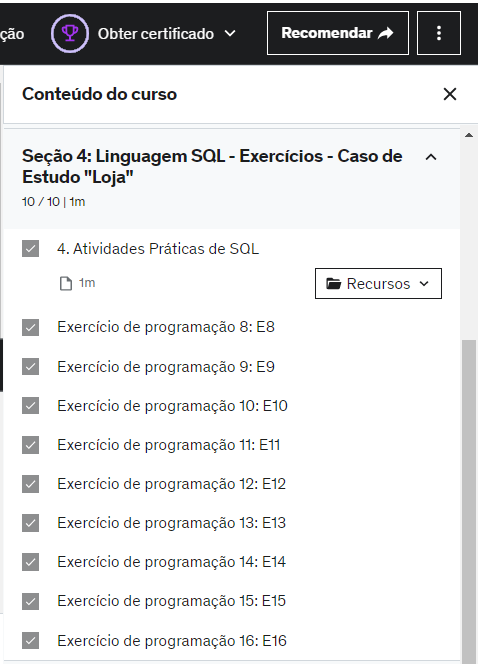 ção
Obter certificado
Recomendar
Conteúdo do curso
Seção 4: Linguagem SQL - Exercícios - Caso de
Estudo "Loja"
10 / 10 | 1m
4. Atividades Práticas de SQL
1m
Recursos
Exercício de programação 8: E8
Exercício de programação 9: E9
Exercício de programação 10: E10
Exercício de programação 11: E11
Exercício de programação 12: E12
Exercício de programação 13: E13
Exercício de programação 14: E14
Exercício de programação 15: E15
Exercício de programação 16: E16